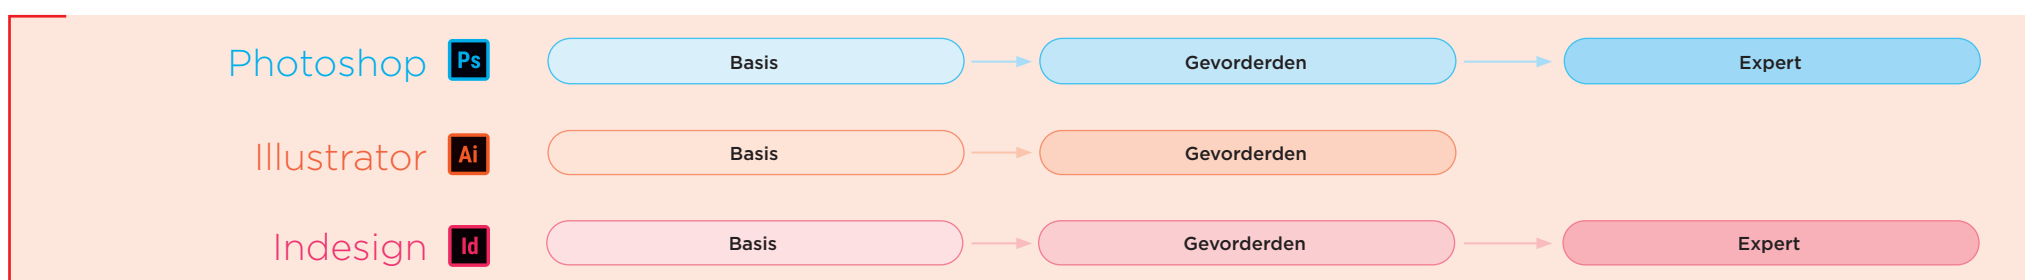 Photoshop Ps Basis Gevorderden Expert
Illustrator Ai Basis Gevorderden
Indesign Id Basis Gevorderden Expert